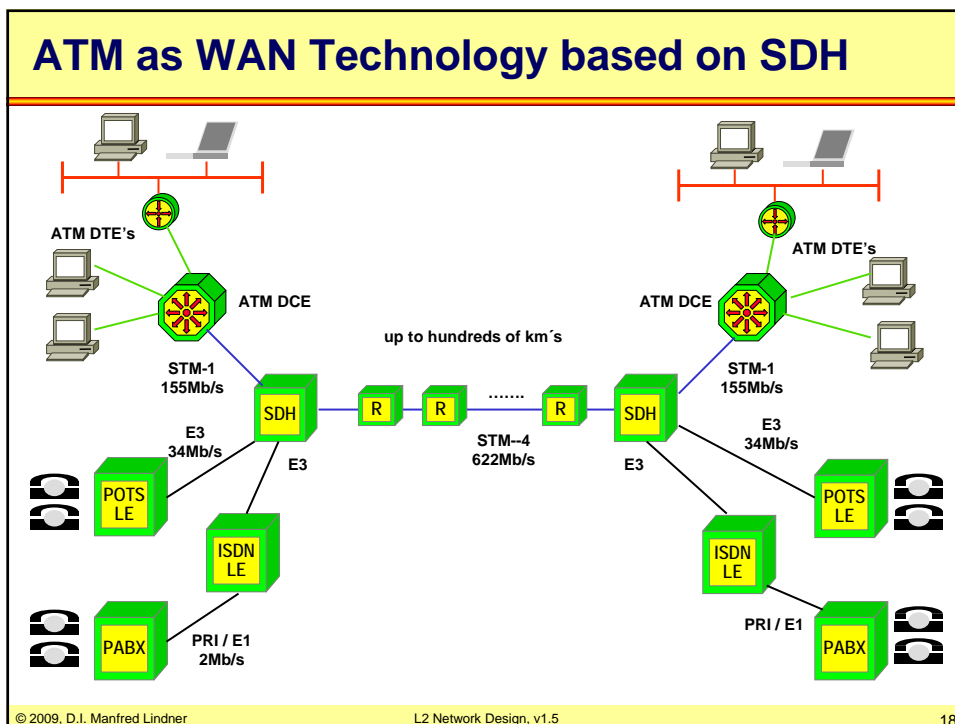 ATM as WAN Technology based on SDH
ATM DTE's
ATM DTE's
ATM DCE
ATM DCE
up to hundreds of km´s
STM-1
155Mb/s
STM-1
155Mb/s
SDH
R
R
.......
R
SDH
E3
34Mb/s
E3
STM--4
622Mb/s
E3
E3
34Mb/s
POTS
LE
POTS
LE
ISDN
LE
ISDN
LE
PABX
PRI / E1
2Mb/s
PRI / E1
PABX
© 2009, D.I. Manfred Lindner
L2 Network Design, v1.5
18